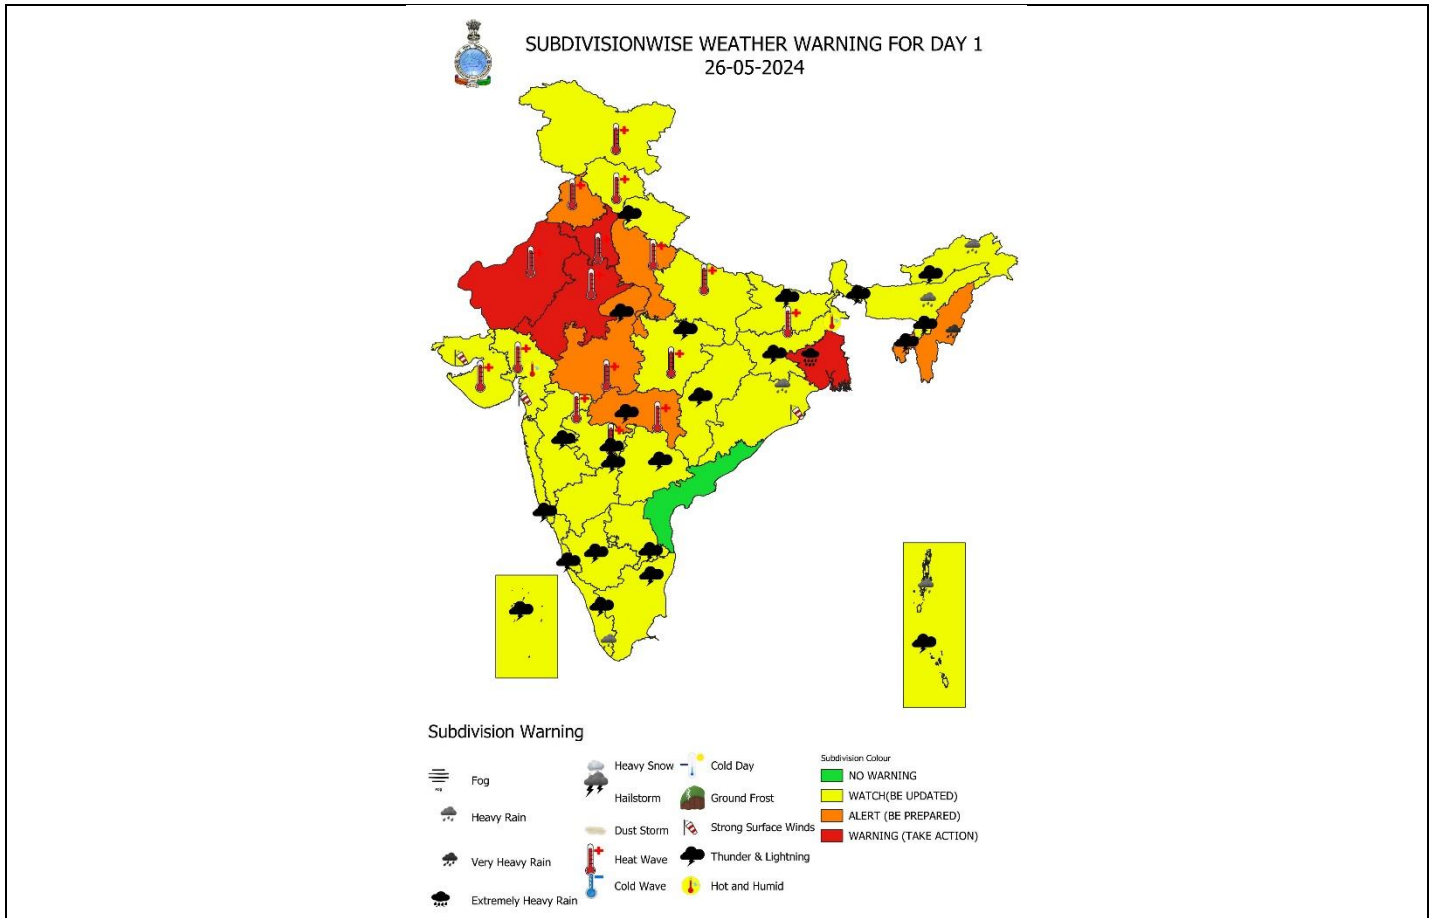 SUBDIVISIONWISE WEATHER WARNING FOR DAY 1
26-05-2024
Subdivision Warning
Fog
Heavy Rain
Very Heavy Rain
Extremely Heavy Rain
Heavy Snow
Hailstorm
Dust Storm
Heat Wave
Cold Wave
Cold Day
Ground Frost
Strong Surface Winds
Thunder & Lightning
Hot and Humid
Subdivision Colour
NO WARNING
WATCH(BE UPDATED)
ALERT (BE PREPARED)
WARNING (TAKE ACTION)